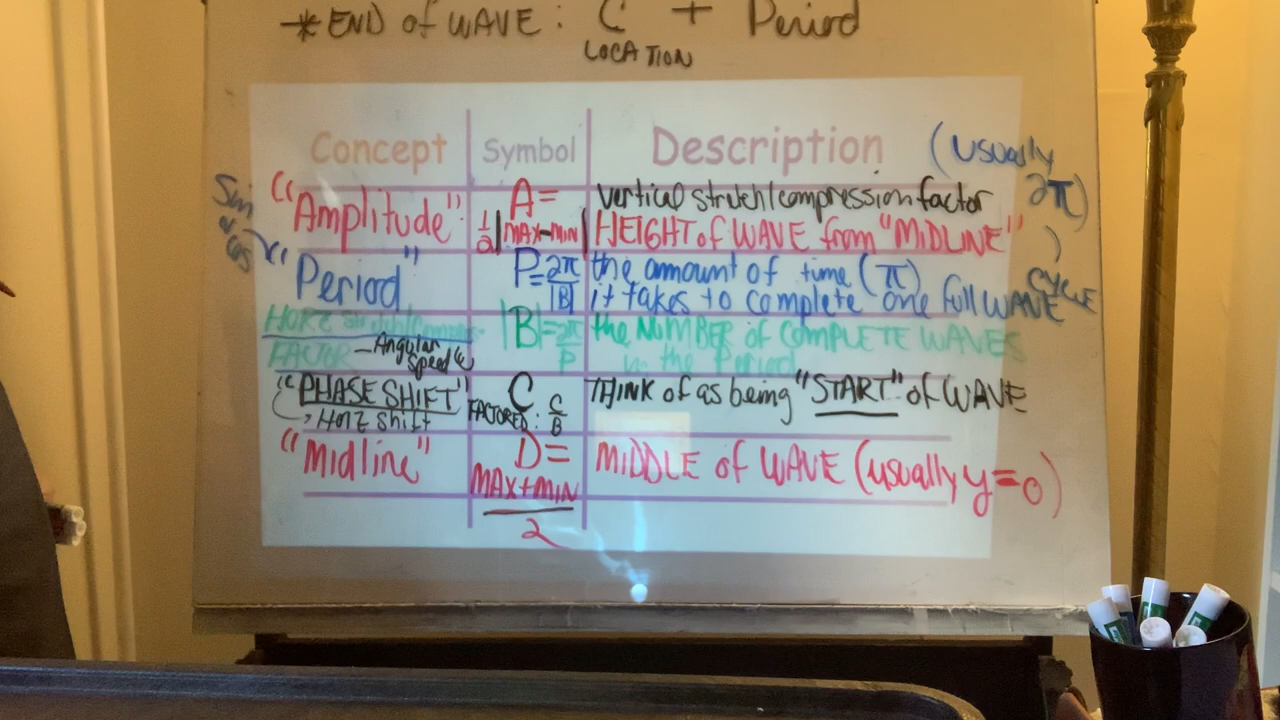 * END of WAVE : C + Period
LOCATION
Concept Symbol Description (usually 2π)
"Amplitude" A= 1/2|MAX-MIN| vertical stretch/compression factor
HEIGHT of WAVE from "MIDLINE"
Sin cos
"Period" P=2π/|B| the amount of time (π)
it takes to complete one full WAVE CYCLE
HORZ stretch/compress
FACTOR - Angular Speed ω
|B|=2π/P the NUMBER of COMPLETE WAVES
in the Period
"PHASE SHIFT" C THINK of as being "START" of WAVE
HORZ Shift FACTORED: C/B
"Midline" D= MAX+MIN/2 MIDDLE of WAVE (usually y=0)